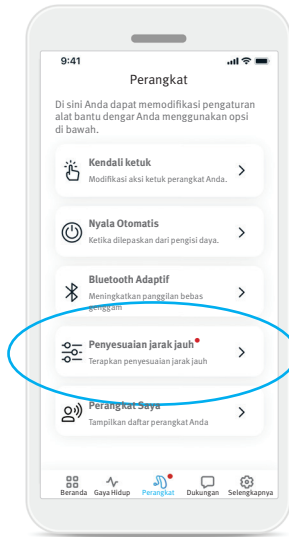 9:41
Perangkat
Di sini Anda dapat memodifikasi pengaturan
alat bantu dengar Anda menggunakan opsi
di bawah.
Kendali ketuk
Modifikasi aksi ketuk perangkat Anda.
Nyala Otomatis
Ketika dilepaskan dari pengisi daya.
Bluetooth Adaptif
Meningkatkan panggilan bebas
genggam
Penyesuaian jarak jauh
Terapkan penyesuaian jarak jauh
Perangkat Saya
Tampilkan daftar perangkat Anda
Beranda Gaya Hidup Perangkat Dukungan Selengkapnya